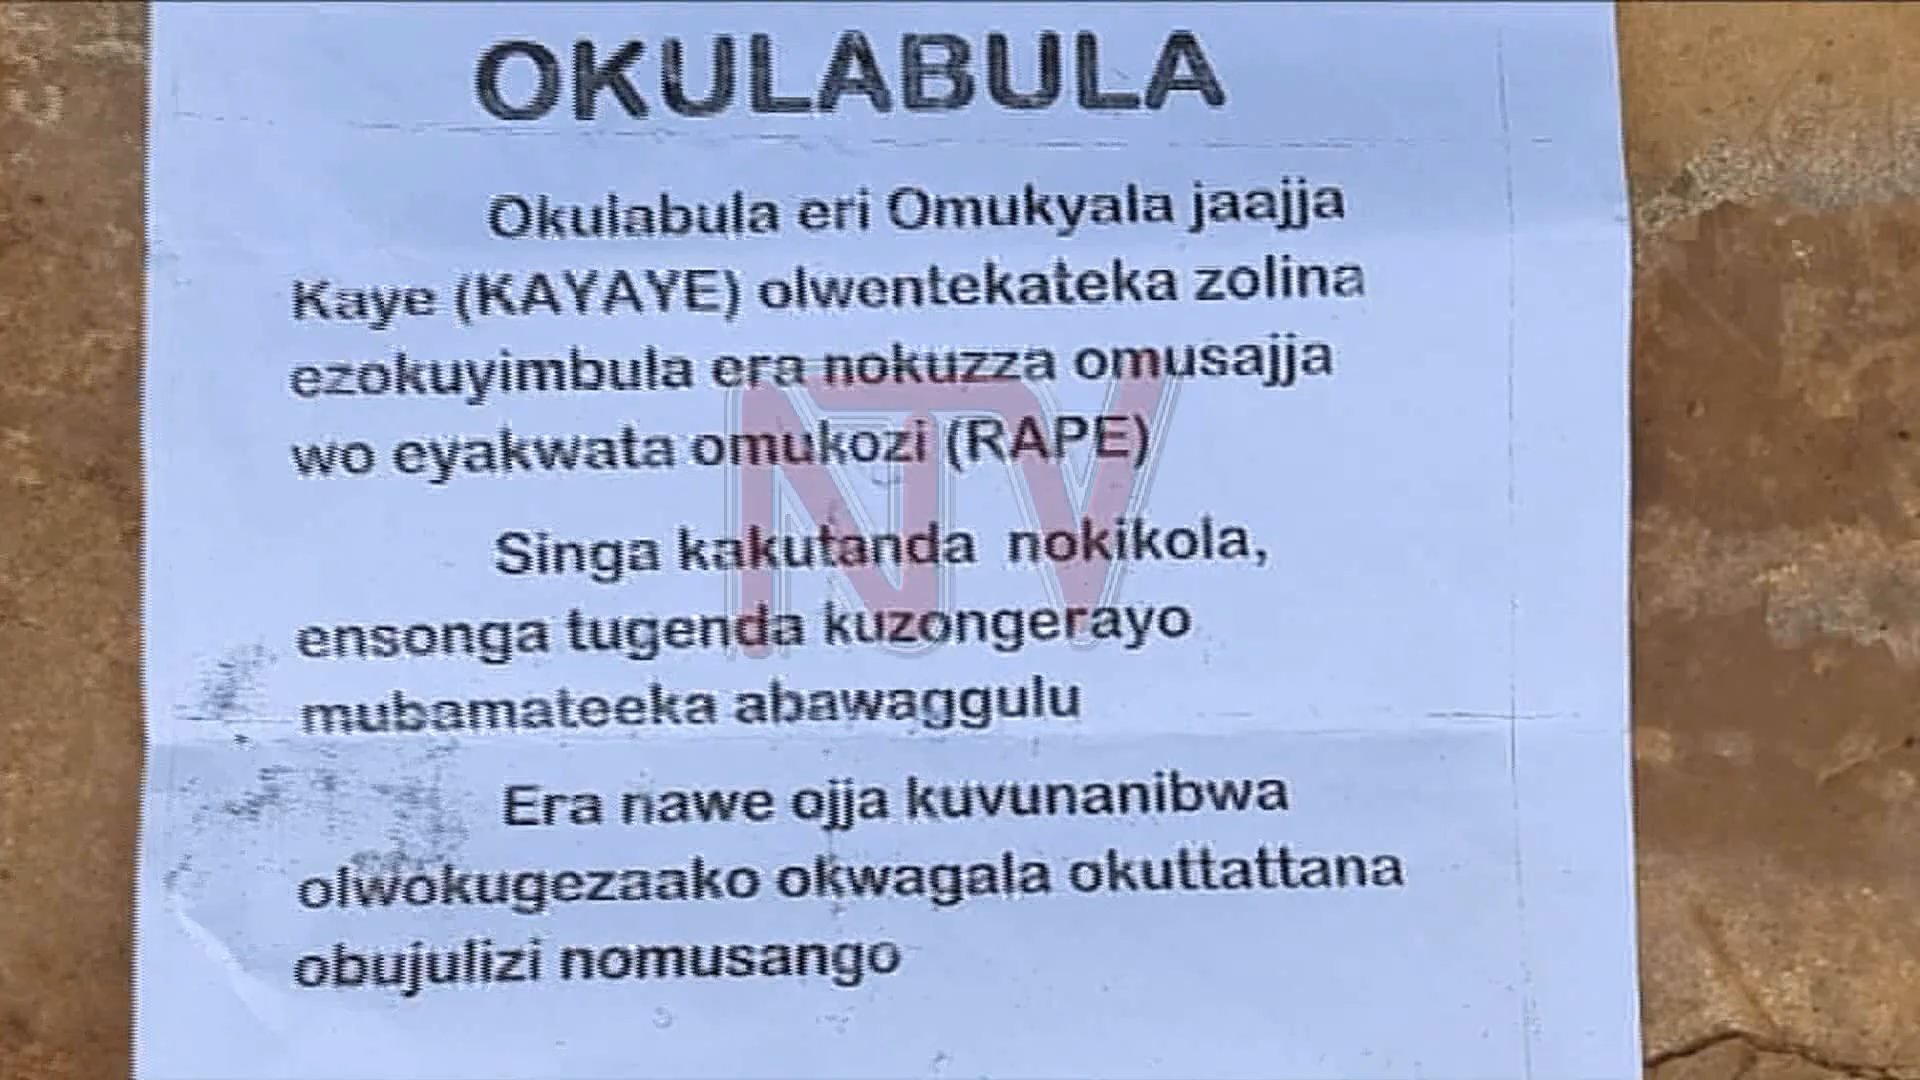 OKULABULA
Okulabula eri Omukyala jaajja
Kaye (KAYAYE) olwentekateka zolina
ezokuyimbula era nokuzza omusajja
wo eyakwata omukozi (RAPE)
Singa kakutanda nokikola,
ensonga tugenda kuzongerayo
mubamateeka abawaggulu
Era nawe ojja kuvunanibwa
olwokugezaako okwagala okuttattana
obujulizi nomusango
NTV